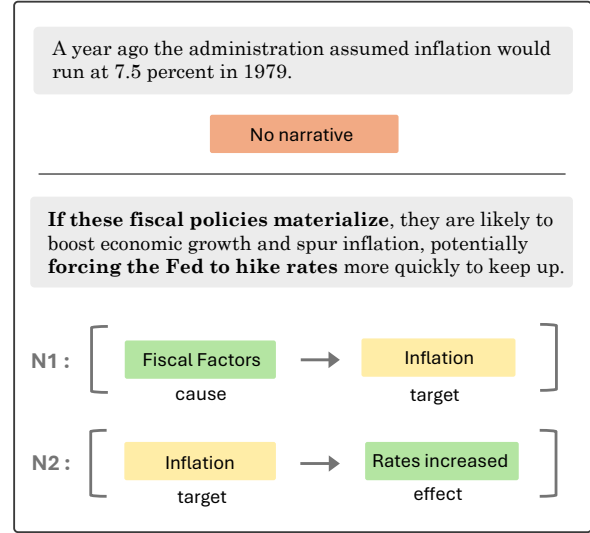 A year ago the administration assumed inflation would
run at 7.5 percent in 1979.
No narrative
If these fiscal policies materialize, they are likely to
boost economic growth and spur inflation, potentially
forcing the Fed to hike rates more quickly to keep up.
N1 : Fiscal Factors Inflation
cause target
N2 : Inflation Rates increased
target effect